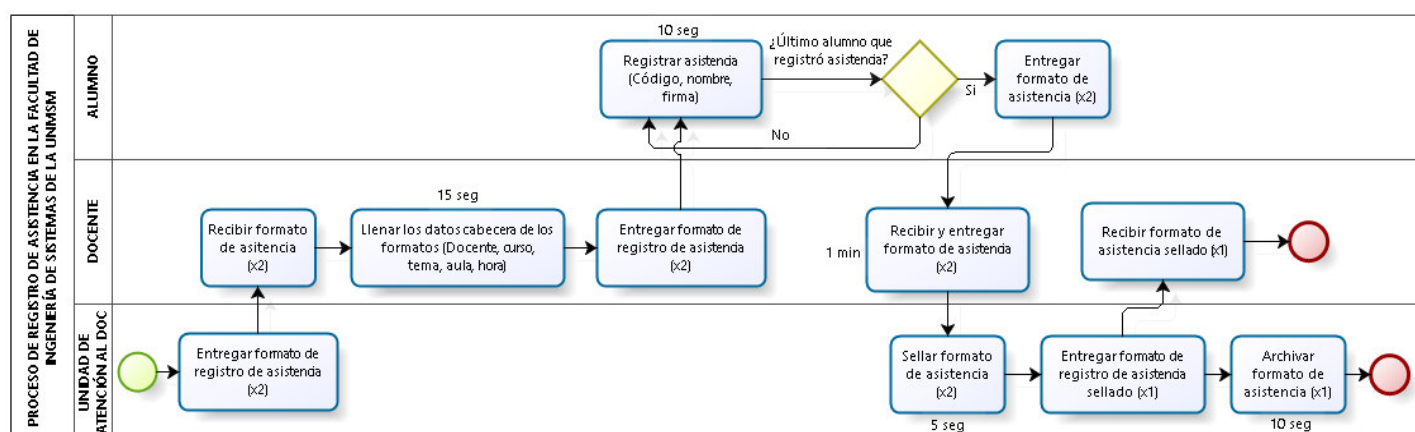 PROCESO DE REGISTRO DE ASISTENCIA EN LA FACULTAD DE
INGENIERÍA DE SISTEMAS DE LA UNMSM
ALUMNO
10 seg
Registrar asistencia
(Código, nombre,
firma)
¿Último alumno que
registró asistencia?
Si
No
Entregar
formato de
asistencia (x2)
DOCENTE
Recibir formato
de asitencia
(x2)
15 seg
Llenar los datos cabecera de los
formatos (Docente, curso,
tema, aula, hora)
Entregar formato de
registro de asistencia
(x2)
1 min
Recibir y entregar
formato de asistencia
(x2)
Recibir formato de
asistencia sellado (x1)
UNIDAD DE
ATENCIÓN AL DOC
Entregar formato de
registro de asistencia
(x2)
Sellar formato
de asistencia
(x2)
5 seg
Entregar formato de
registro de asistencia
sellado (x1)
Archivar
formato de
asistencia (x1)
10 seg